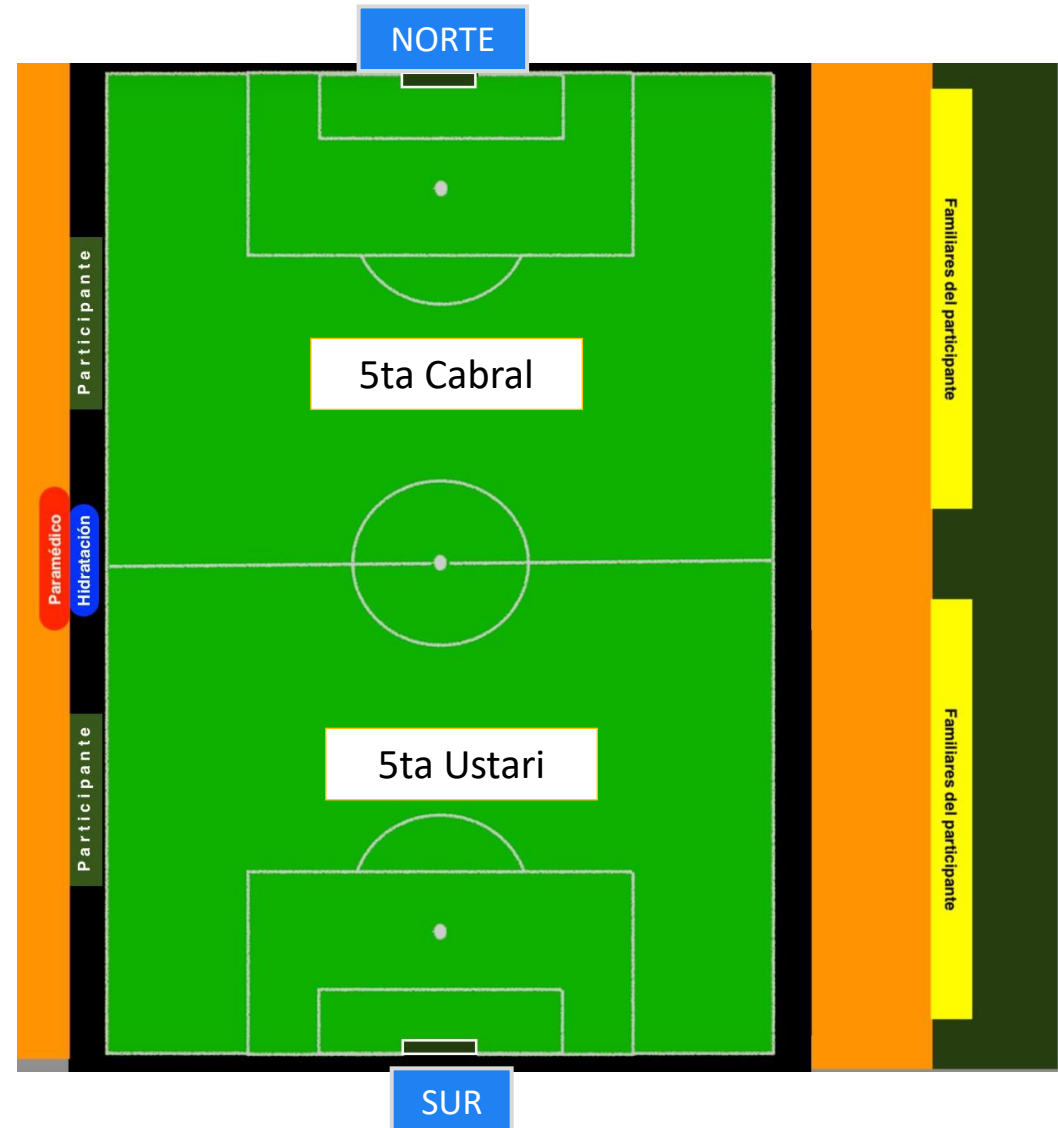 NORTE
Participante
Familiares del participante
5ta Cabral
Paramédico
Hidratación
5ta Ustari
Participante
Familiares del participante
SUR